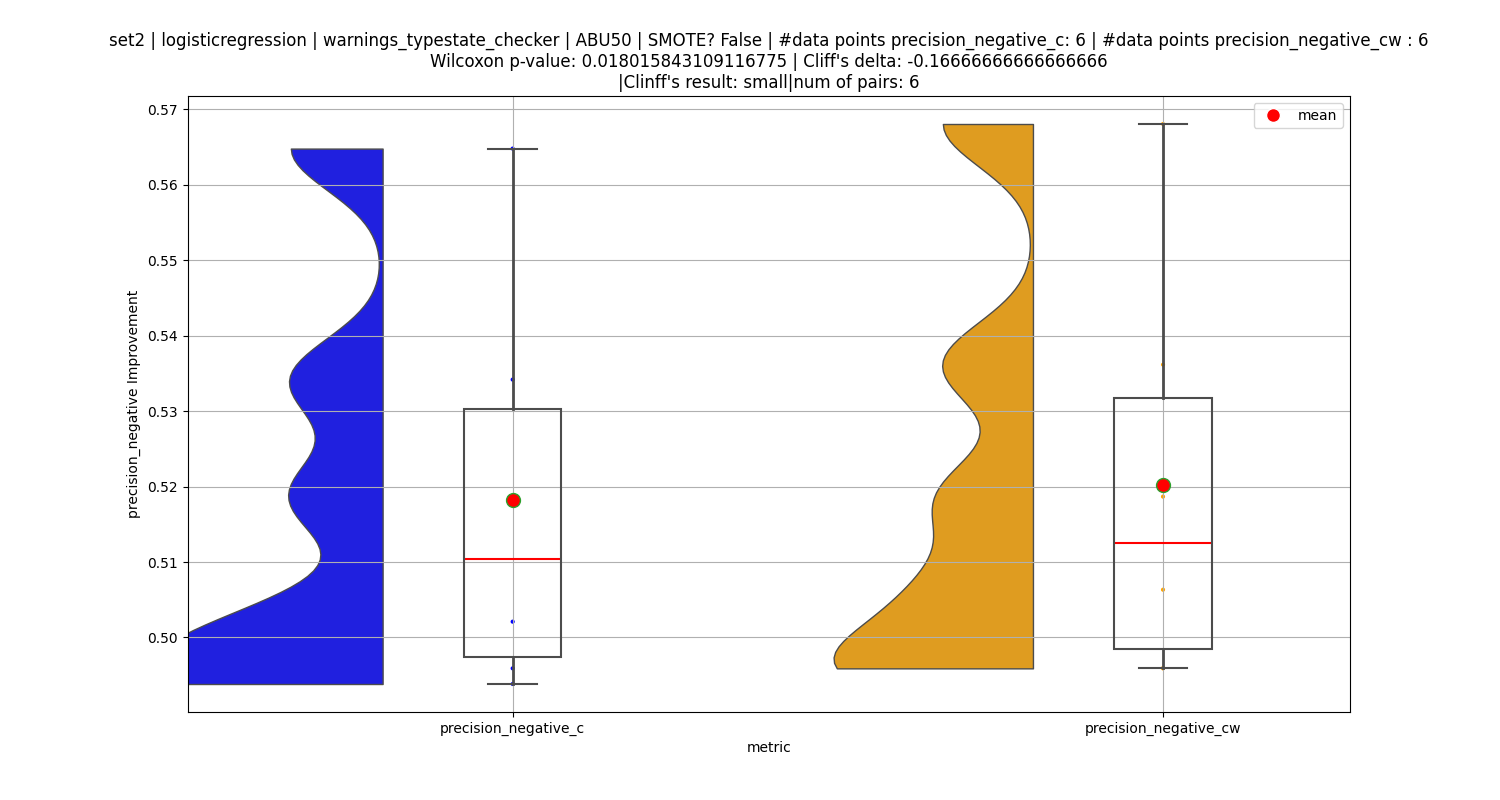 set2 | logisticregression | warnings_typestate_checker | ABU50 | SMOTE? False | #data points precision_negative_c: 6 | #data points precision_negative_cw : 6
Wilcoxon p-value: 0.018015843109116775 | Cliff's delta: -0.16666666666666666
|Clinff's result: small|num of pairs: 6
mean
0.57
0.56
0.55
0.54
0.53
0.52
0.51
0.50
precision_negative Improvement
precision_negative_c
precision_negative_cw
metric